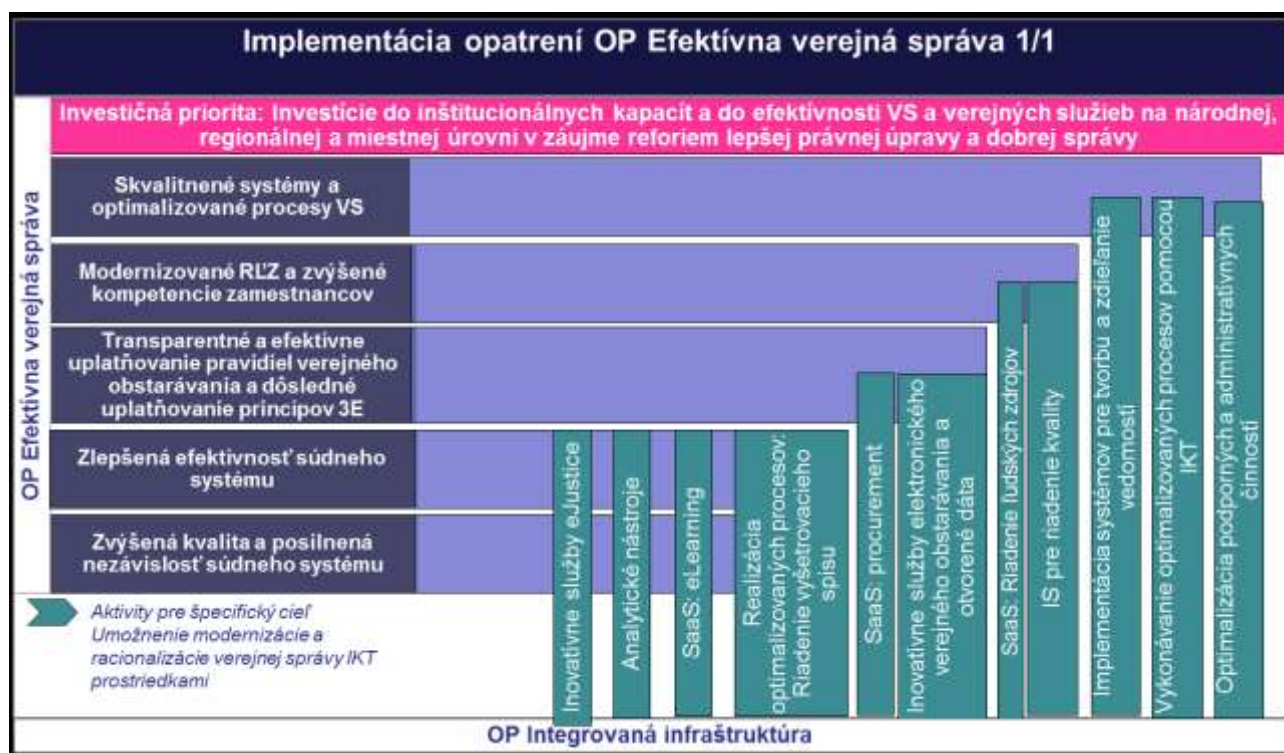 Implementácia opatrení OP Efektívna verejná správa 1/1
Investičná priorita: Investície do inštitucionálnych kapacít a do efektívnosti VS a verejných služieb na národnej,
regionálnej a miestnej úrovni v záujme reforiem lepšej právnej úpravy a dobrej správy
OP Efektívna verejná správa
Skvalitnené systémy a
optimalizované procesy VS
Modernizované RĽZ a zvýšené
kompetencie zamestnancov
Transparentné a efektívne
uplatňovanie pravidiel verejného
obstarávania a dôsledné
uplatňovanie princípov 3E
Zlepšená efektivnosť súdneho
systému
Zvýšená kvalita a posilnená
nezávislosť súdneho systému
Inovatívne služby eJustice
Analytické nástroje
SaaS: eLearning
Realizácia
optimalizovaných procesov:
Riadenie vyšetrovacieho
spisu
SaaS: procurement
Inovatívne služby elektronického
verejného obstarávania a
otvorené dáta
SaaS: Riadenie ľudských zdrojov
IS pre riadenie kvality
Implementácia systémov pre tvorbu a zdieľanie
vedomostí
Vykonávanie optimalizovaných procesov pomocou
IKT
Optimalizácia podporných a administratívnych
činností
Aktivity pre špecifický cieľ
Umožnenie modernizácie a
racionalizácie verejnej správy IKT
prostriedkami
OP Integrovaná infraštruktúra